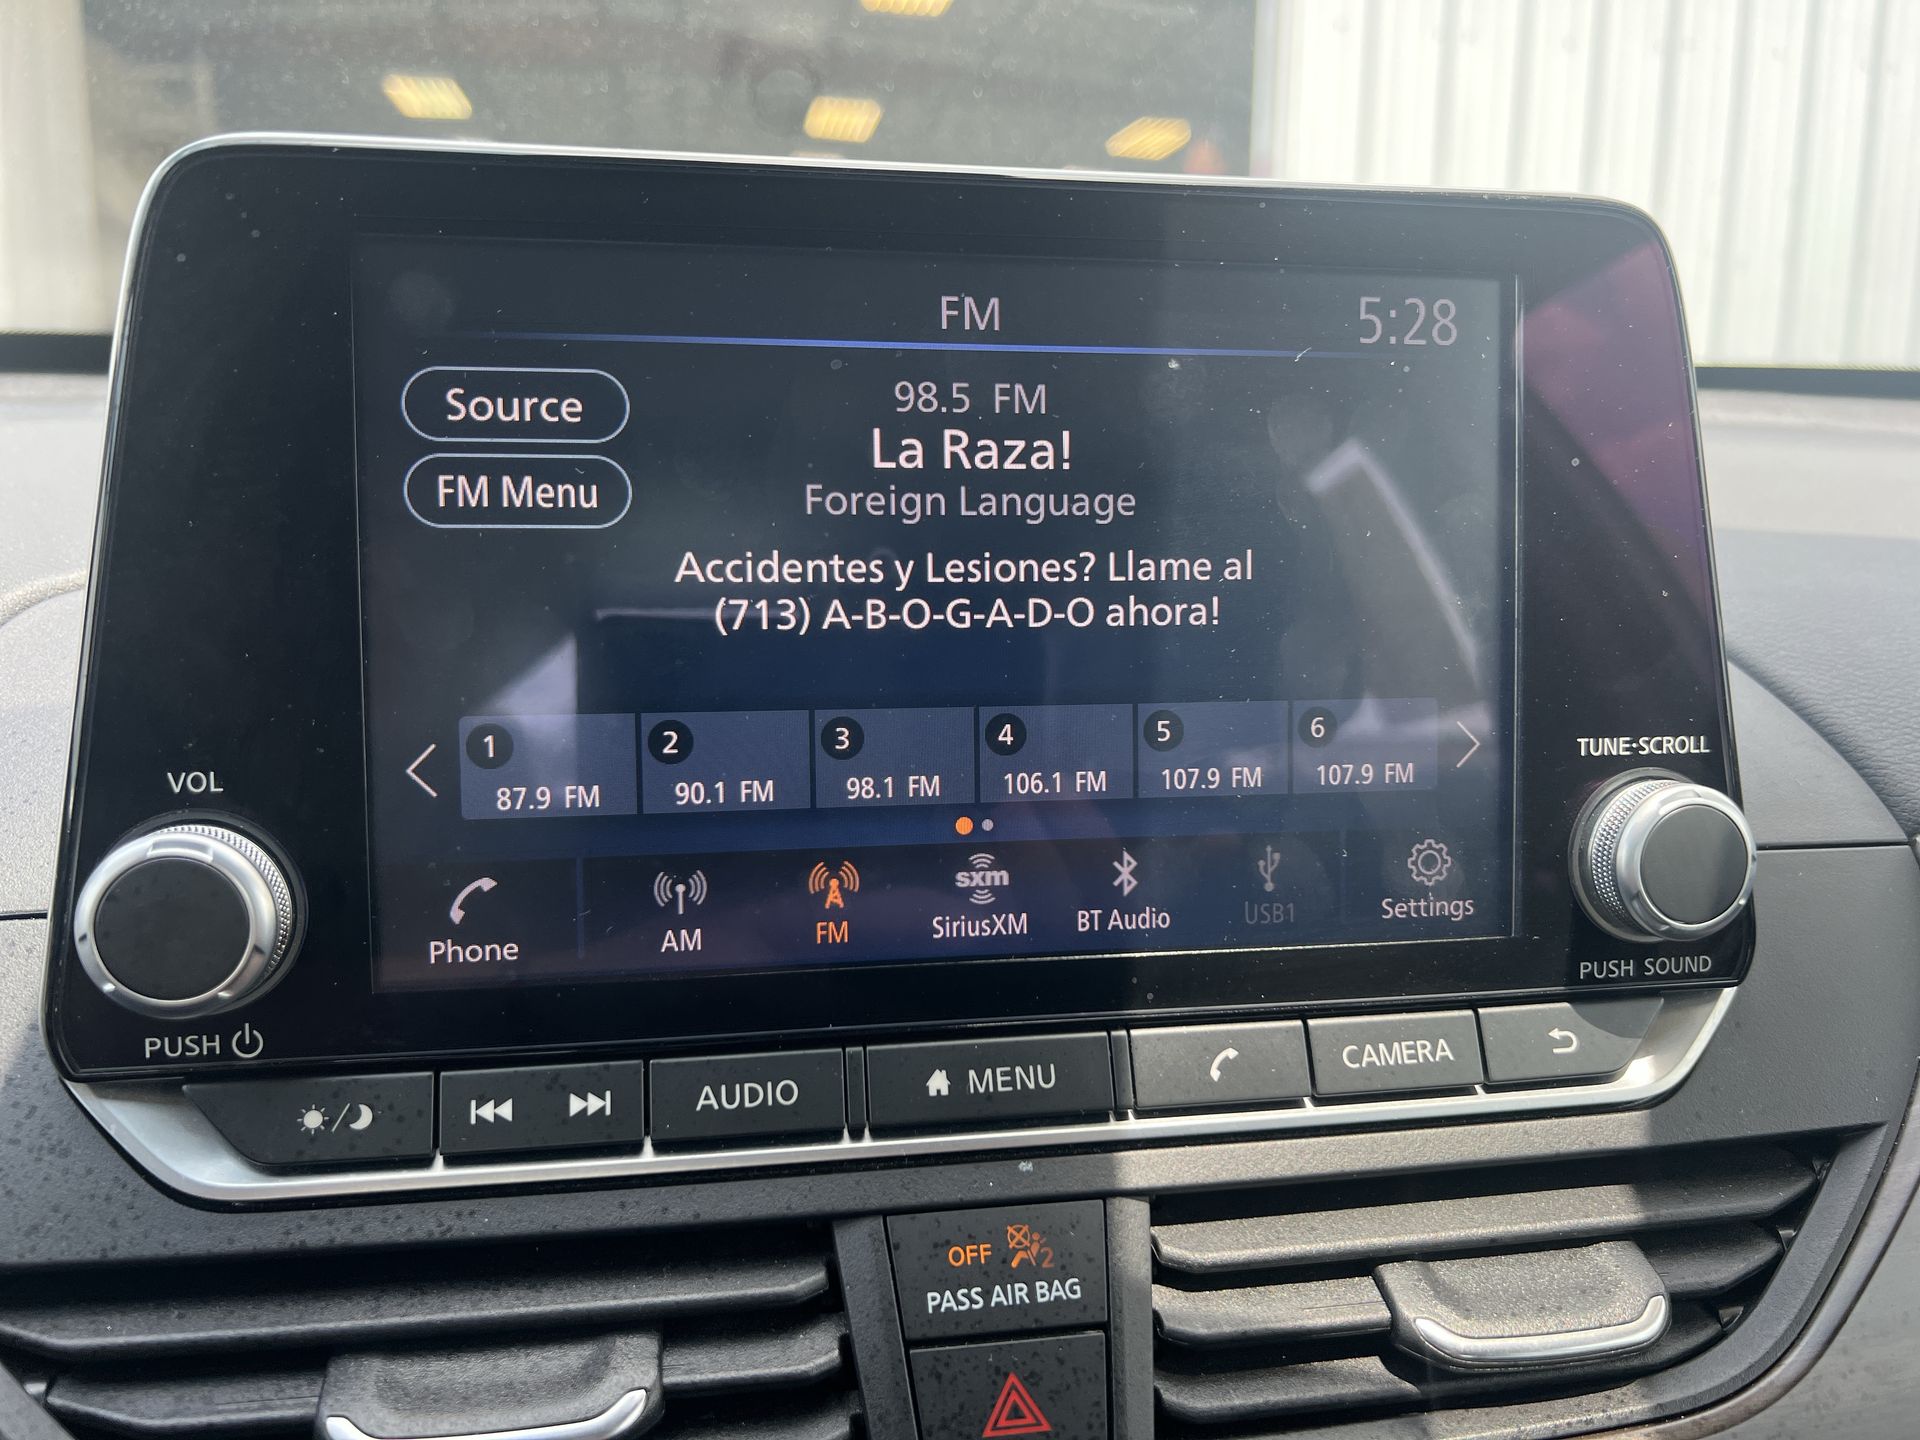 FM
5:28
Source
98.5 FM
La Raza!
FM Menu
Foreign Language
Accidentes y Lesiones? Llame al
(713) A-B-O-G-A-D-O ahora!
1
2
3
4
5
6
87.9 FM
90.1 FM
98.1 FM
106.1 FM
107.9 FM
107.9 FM
VOL
TUNE·SCROLL
sxm
Phone
AM
FM
SiriusXM
BT Audio
USB1
Settings
PUSH
PUSH SOUND
AUDIO
MENU
CAMERA
OFF
2
PASS AIR BAG